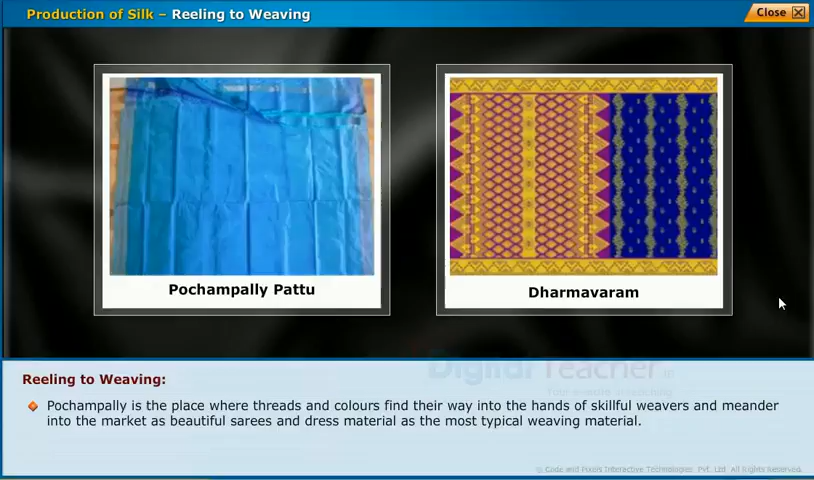 Production of Silk – Reeling to Weaving
Close
Pochampally Pattu
Dharmavaram
Digital Teacher
Reeling to Weaving:
Pochampally is the place where threads and colours find their way into the hands of skillful weavers and meander
into the market as beautiful sarees and dress material as the most typical weaving material.
© Code and Pixels Interactive Technologies Pvt. Ltd. All Rights Reserved.